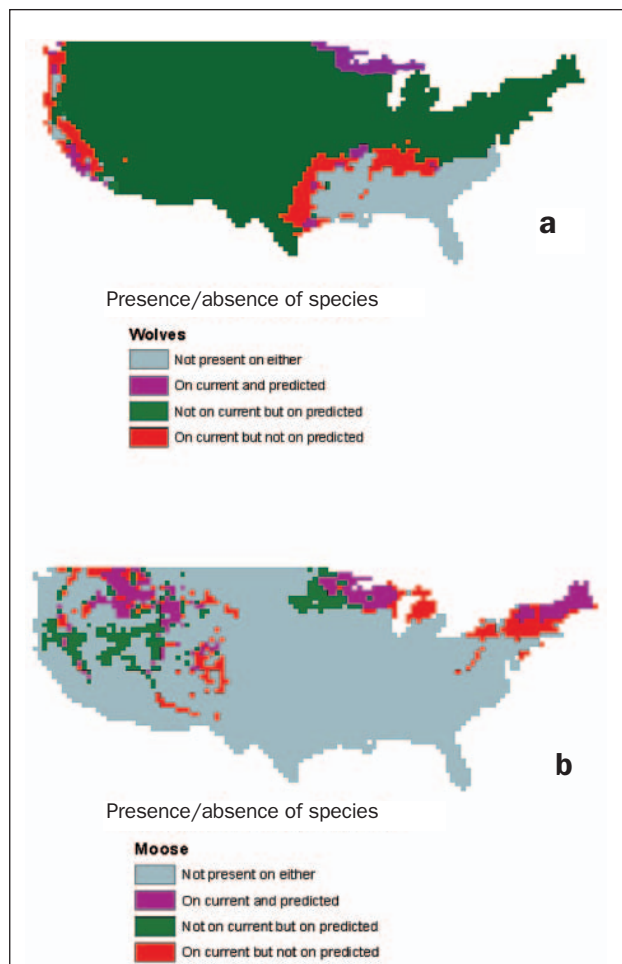 a
Presence/absence of species
Wolves
Not present on either
On current and predicted
Not on current but on predicted
On current but not on predicted
b
Presence/absence of species
Moose
Not present on either
On current and predicted
Not on current but on predicted
On current but not on predicted